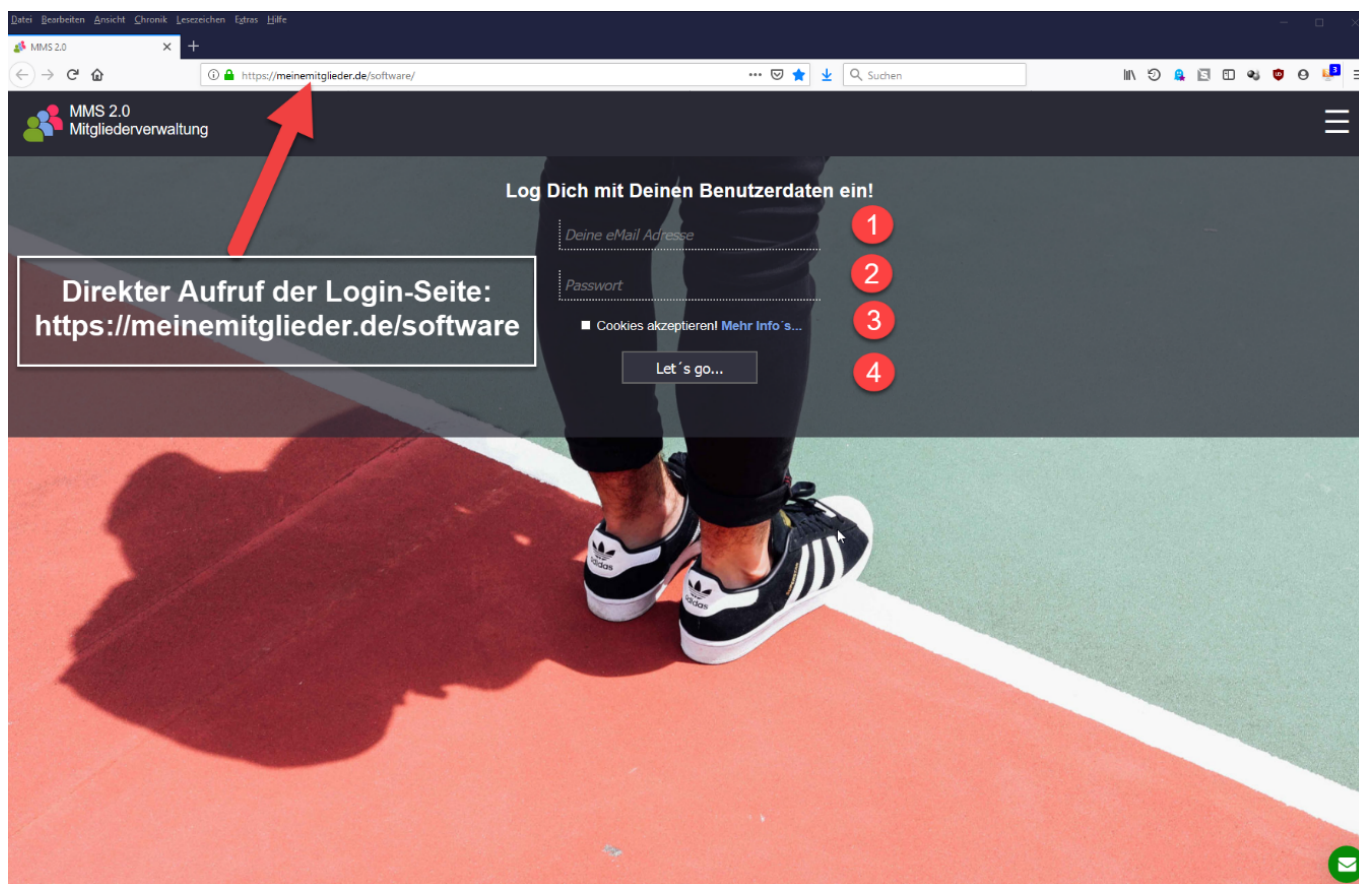 Datei Bearbeiten Ansicht Chronik Lesezeichen Extras Hilfe
MMS 2.0
https://meinemitglieder.de/software/
Suchen
3
MMS 2.0
Mitgliederverwaltung
Log Dich mit Deinen Benutzerdaten ein!
Deine eMail Adresse
1
Passwort
2
Cookies akzeptieren! Mehr Info´s...
3
Let´s go...
4
Direkter Aufruf der Login-Seite:
https://meinemitglieder.de/software
adidas
adidas